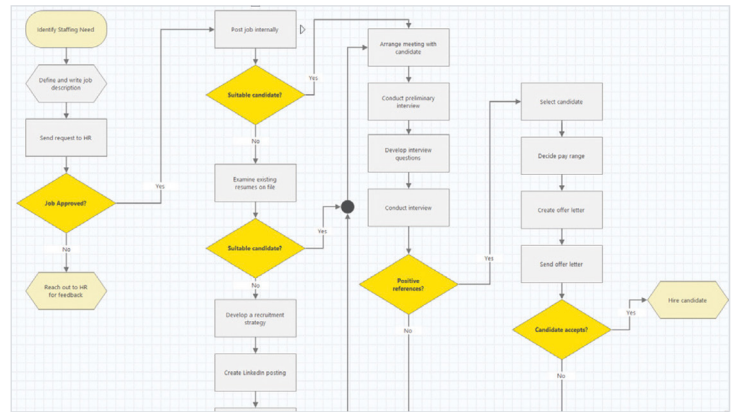 Identify Staffing Need
Define and write job
description
Send request to HR
Job Approved?
Yes
No
Reach out to HR
for feedback
Post job internally
Suitable candidate?
Yes
No
Examine existing
resumes on file
Suitable candidate?
Yes
No
Develop a recruitment
strategy
Create LinkedIn posting
Arrange meeting with
candidate
Conduct preliminary
interview
Develop interview
questions
Conduct interview
Positive
references?
Yes
No
Select candidate
Decide pay range
Create offer letter
Send offer letter
Candidate accepts?
Yes
No
Hire candidate